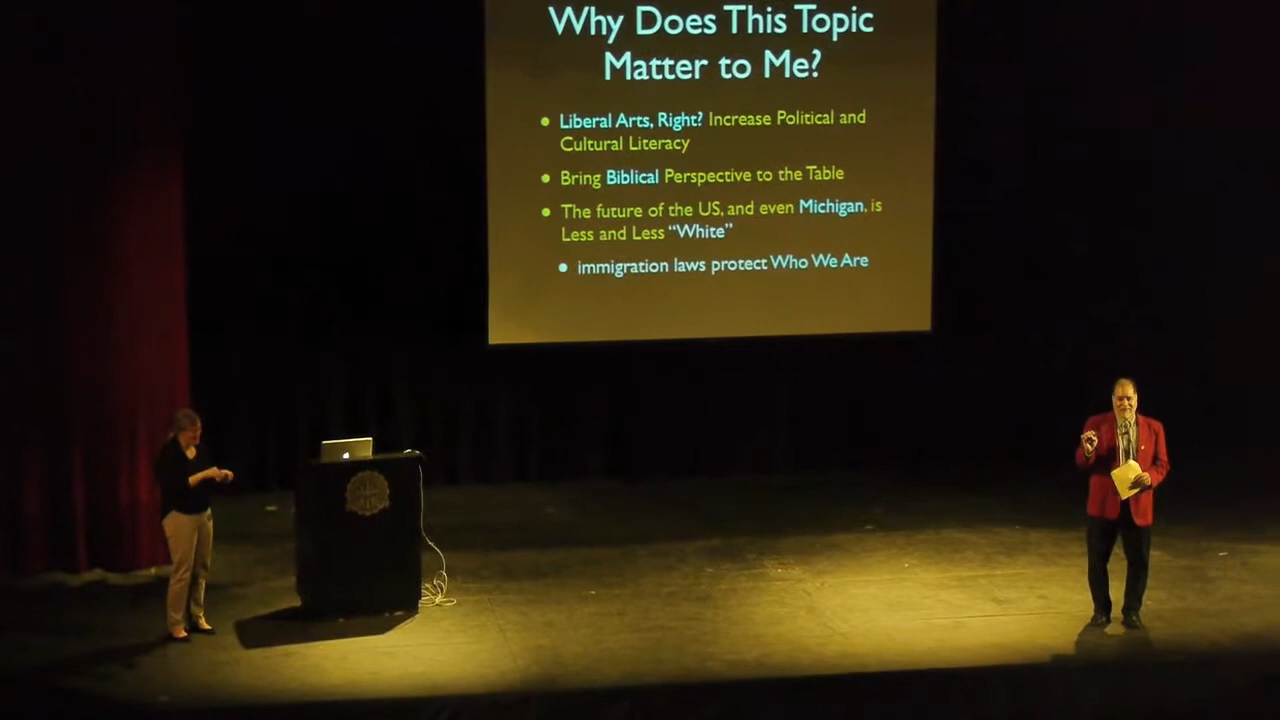 Why Does This Topic
Matter to Me?
Liberal Arts, Right? Increase Political and
Cultural Literacy
Bring Biblical Perspective to the Table
The future of the US, and even Michigan, is
Less and Less “White”
immigration laws protect Who We Are